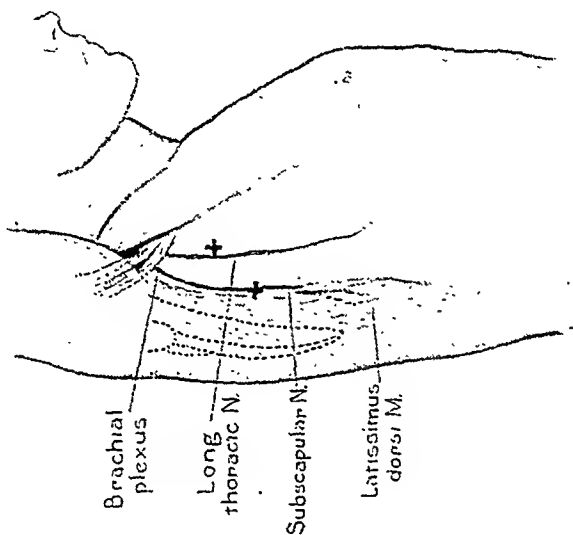 Brachial
plexus
Long
thoracic N.
Subscapular N.
Latissimus
dorsi M.